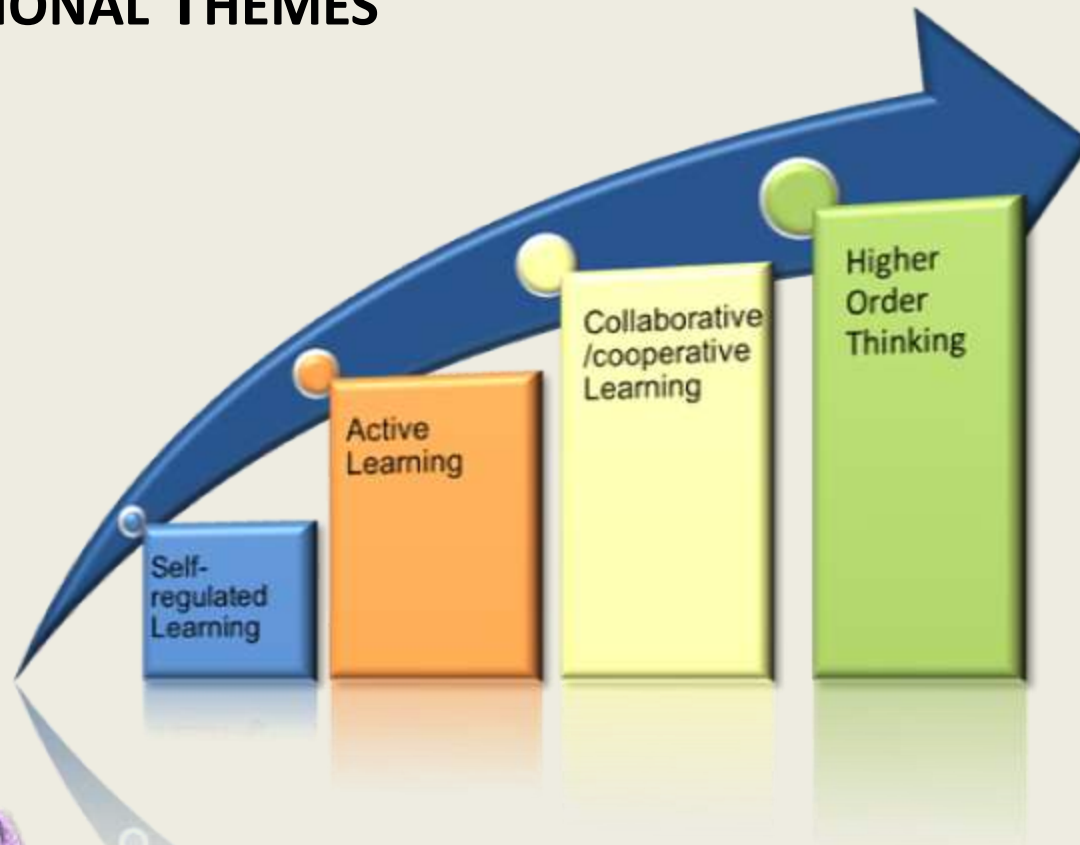 IONAL THEMES
Self-
regulated
Learning
Active
Learning
Collaborative
/cooperative
Learning
Higher
Order
Thinking